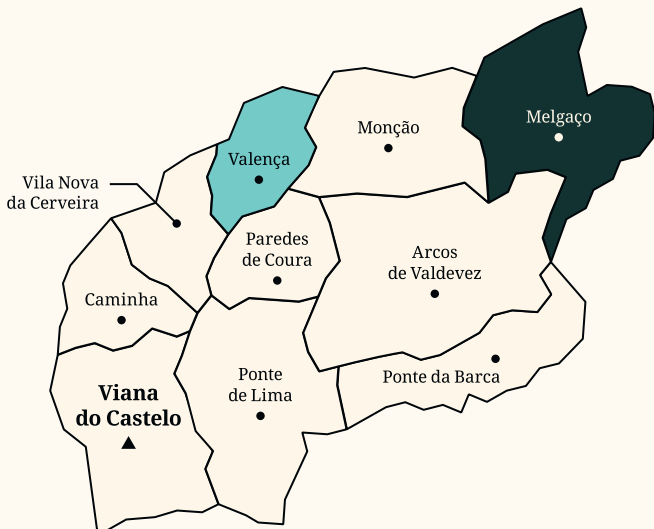 Melgaço
Monção
Valença
Vila Nova
da Cerveira
Paredes
de Coura
Arcos
de Valdevez
Caminha
Ponte
de Lima
Ponte da Barca
Viana
do Castelo